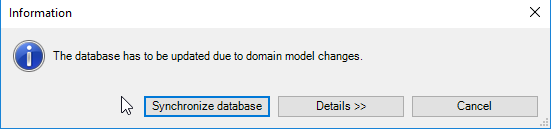 Information
The database has to be updated due to domain model changes.
Synchronize database
Details >>
Cancel